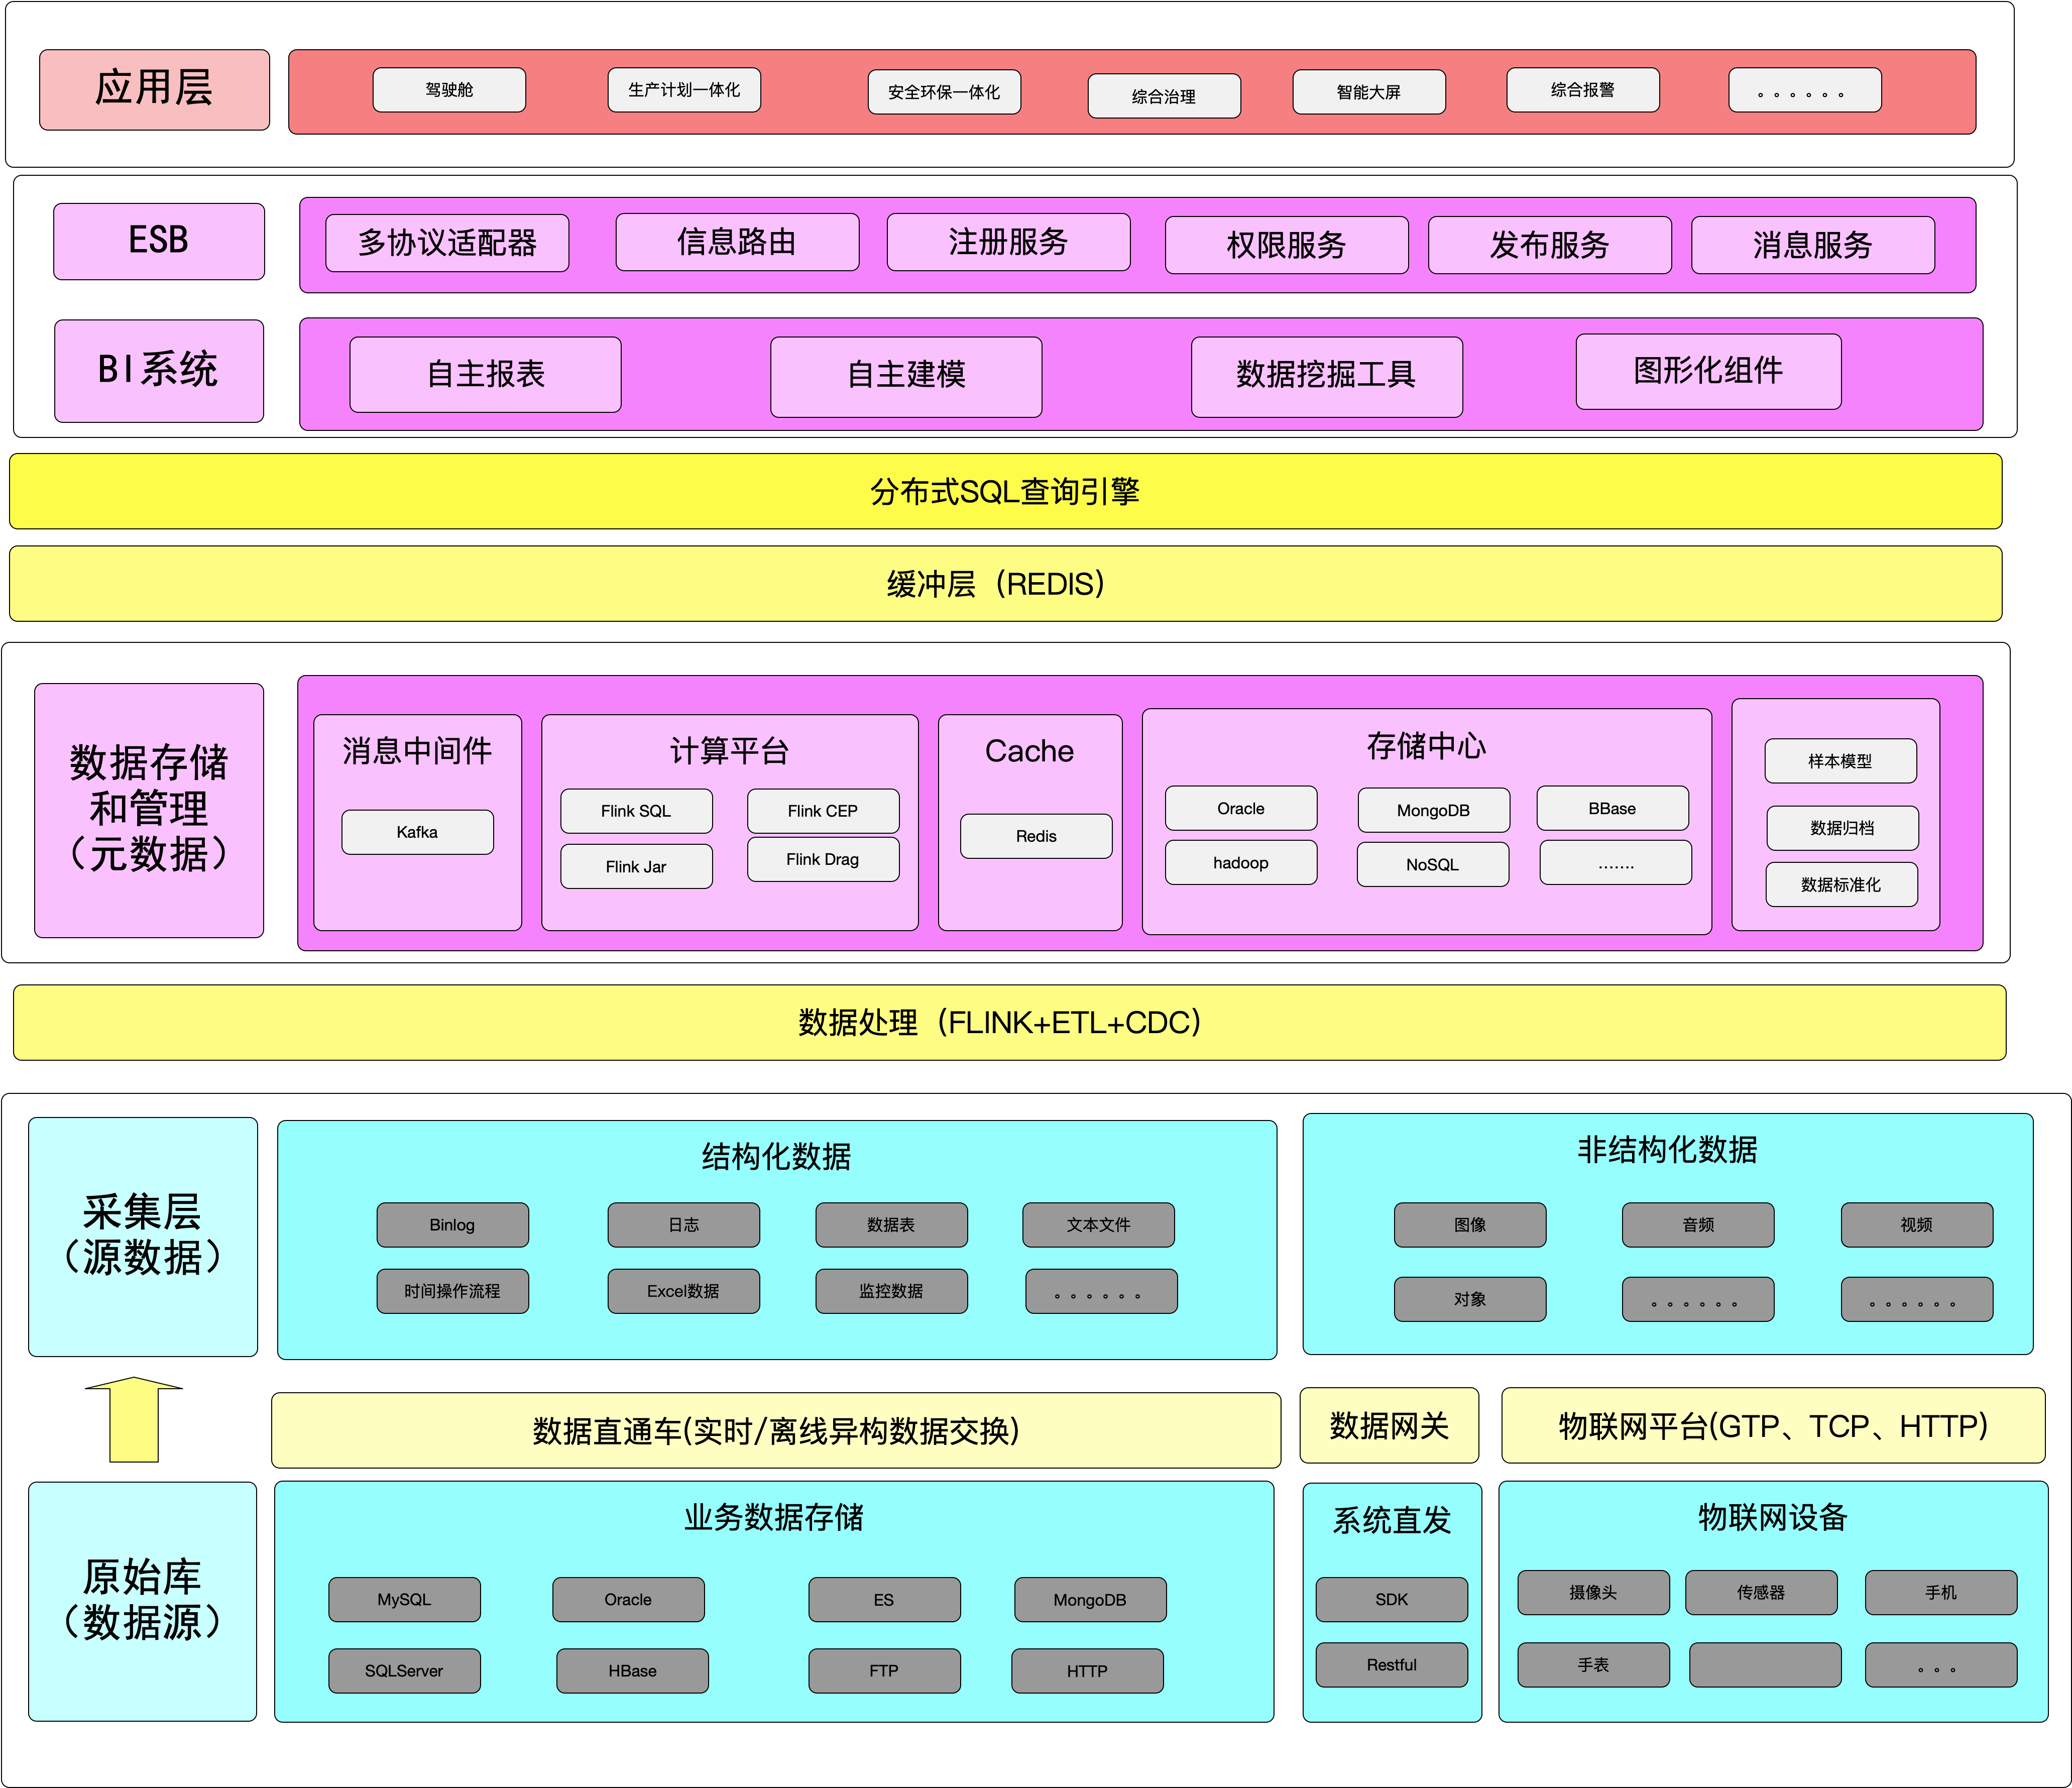 应用层
驾驶舱
生产计划一体化
安全环保一体化
综合治理
智能大屏
综合报警
。。。。。。
ESB
多协议适配器
信息路由
注册服务
权限服务
发布服务
消息服务
BI系统
自主报表
自主建模
数据挖掘工具
图形化组件
分布式SQL查询引擎
缓冲层（REDIS）
数据存储
和管理
（元数据）
消息中间件
Kafka
计算平台
Flink SQL
Flink CEP
Flink Jar
Flink Drag
Cache
Redis
存储中心
Oracle
MongoDB
BBase
hadoop
NoSQL
.......
样本模型
数据归档
数据标准化
数据处理（FLINK+ETL+CDC）
采集层
（源数据）
结构化数据
Binlog
日志
数据表
文本文件
时间操作流程
Excel数据
监控数据
。。。。。。
非结构化数据
图像
音频
视频
对象
。。。。。。
。。。。。。
数据直通车(实时/离线异构数据交换)
数据网关
物联网平台(GTP、TCP、HTTP)
原始库
（数据源）
业务数据存储
MySQL
Oracle
ES
MongoDB
SQLServer
HBase
FTP
HTTP
系统直发
SDK
Restful
物联网设备
摄像头
传感器
手机
手表
。。。